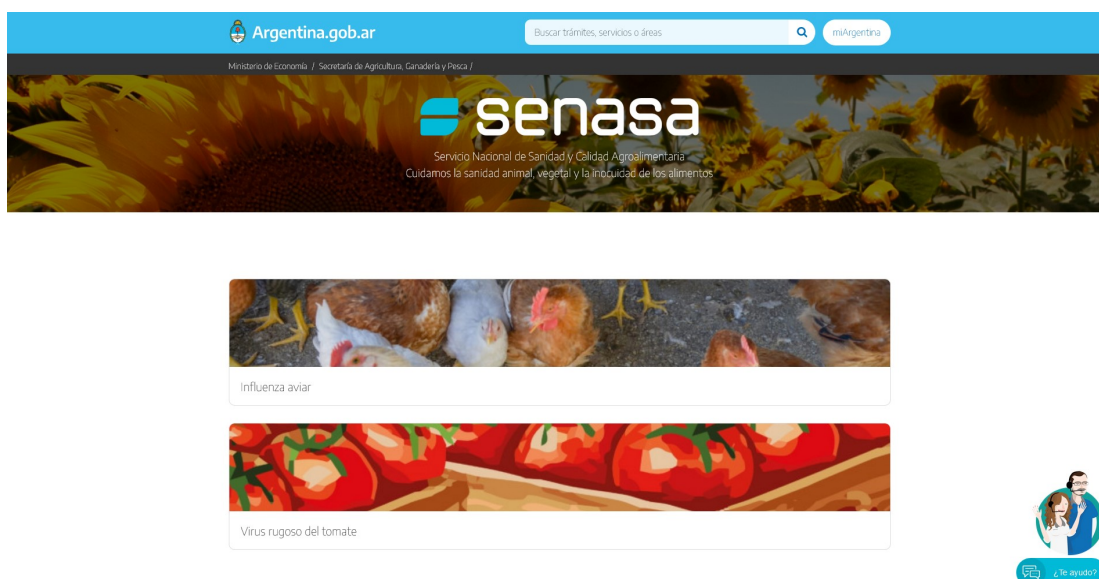 Argentina.gob.ar
Buscar trámites, servicios o áreas
miArgentina
Ministerio de Economía / Secretaría de Agricultura, Ganadería y Pesca /
senasa
Servicio Nacional de Sanidad y Calidad Agroalimentaria
Cuidamos la sanidad animal, vegetal y la inocuidad de los alimentos
Influenza aviar
Virus rugoso del tomate
¿Te ayudo?